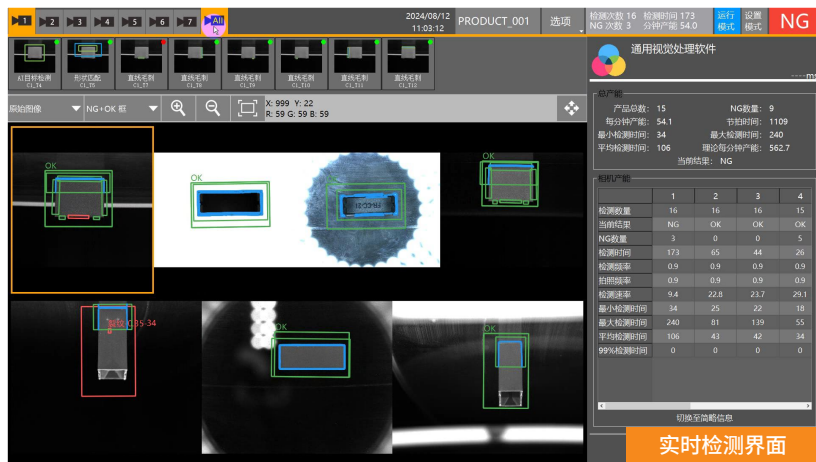 1 2 3 4 5 6 7 All
2024/08/12
11:03:12
PRODUCT_001
选项
检测次数 16 检测时间 173
NG 次数 3 分钟产能 54.0
运行
模式
设置
模式
NG
AI目标检测
C1_T4
形状匹配
C1_T5
直线毛刺
C1_T7
直线毛刺
C1_T8
直线毛刺
C1_T9
直线毛刺
C1_T10
直线毛刺
C1_T11
直线毛刺
C1_T12
通用视觉处理软件
----ms
原始图像
NG+OK 框
X: 999 Y: 22
R: 59 G: 59 B: 59
OK
OK
OK
0.35-34
OK
OK
总产能
产品总数: 15 NG数量: 9
每分钟产能: 54.1 节拍时间: 1109
最小检测时间: 34 最大检测时间: 240
平均检测时间: 106 理论每分钟产能: 562.7
当前结果: NG
相机产能
1 2 3 4
检测数量 16 16 16 15
当前结果 NG OK OK OK
NG数量 3 0 0 5
检测时间 173 65 44 26
检测频率 0.9 0.9 0.9 0.9
拍照频率 0.9 0.9 0.9 0.9
检测速率 9.4 22.8 23.7 29.1
最小检测时间 34 25 22 18
最大检测时间 240 81 139 55
平均检测时间 106 43 42 34
99%检测时间 0 0 0 0
切换至简略信息
实时检测界面